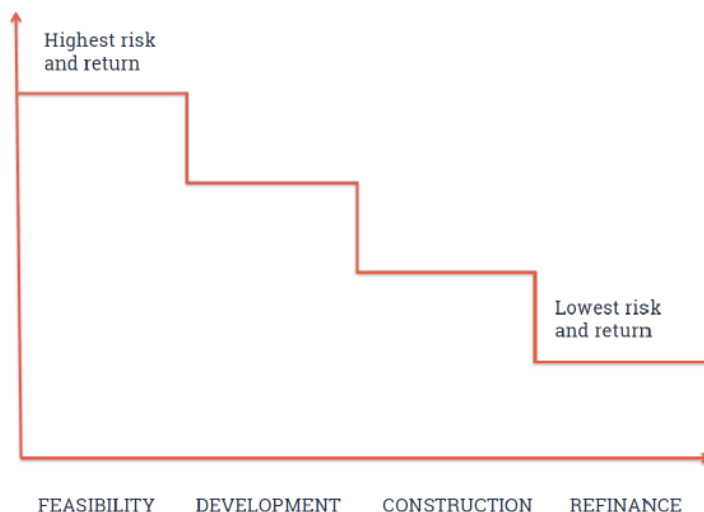 Highest risk
and return
Lowest risk
and return
FEASIBILITY DEVELOPMENT CONSTRUCTION REFINANCE